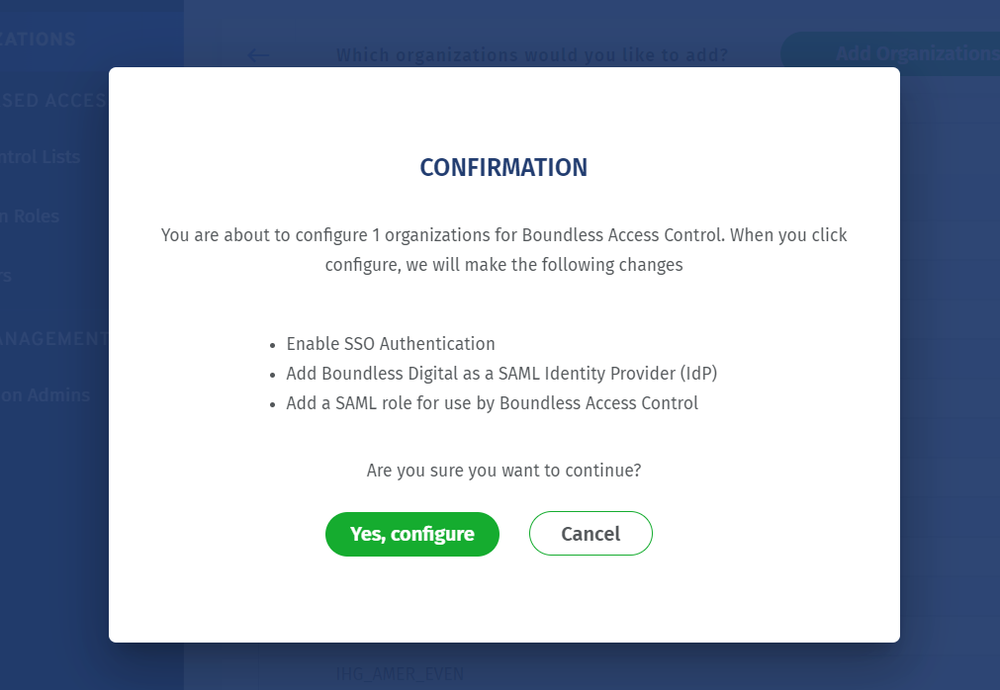 ZATIONS
Which organizations would you like to add?
Add Organizations
SED ACCES
ntrol Lists
n Roles
rs
ANAGEMENT
on Admins
CONFIRMATION
You are about to configure 1 organizations for Boundless Access Control. When you click
configure, we will make the following changes
Enable SSO Authentication
Add Boundless Digital as a SAML Identity Provider (IdP)
Add a SAML role for use by Boundless Access Control
Are you sure you want to continue?
Yes, configure
Cancel
IHG_AMER_EVEN